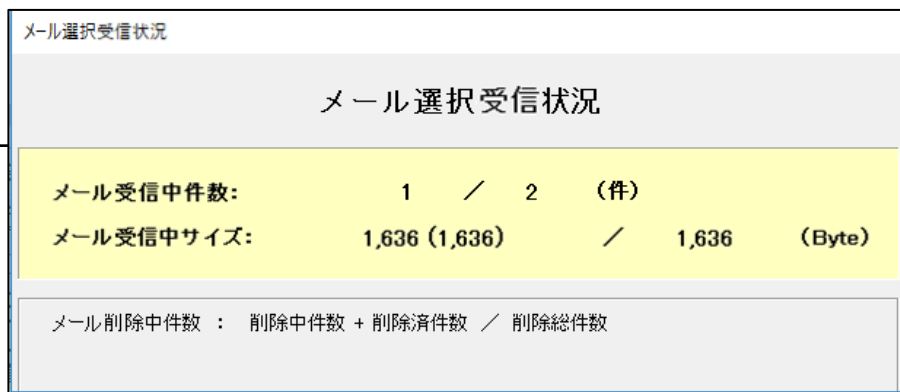 メール選択受信状況
メール選択受信状況
メール受信中件数: 1 ／ 2 (件)
メール受信中サイズ: 1,636 (1,636) ／ 1,636 (Byte)
メール削除中件数 : 削除中件数 + 削除済件数 ／ 削除総件数